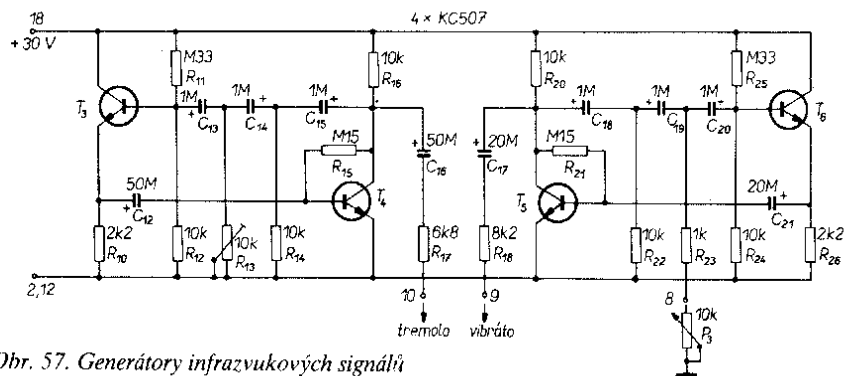 18
+ 30 V
4 × KC507
M33
R11
1M
C13
1M
C14
1M
C15
10k
R16
10k
R20
1M
C18
1M
C19
1M
C20
M33
R25
T3
T6
50M
C12
M15
R15
T4
50M
C16
20M
C17
M15
R21
T5
20M
C21
2k2
R10
10k
R12
10k
R13
10k
R14
6k8
R17
8k2
R18
10k
R22
1k
R23
10k
R24
2k2
R26
2,12
10
9
8
tremolo
vibráto
10k
P3
Obr. 57. Generátory infrazvukových signálů